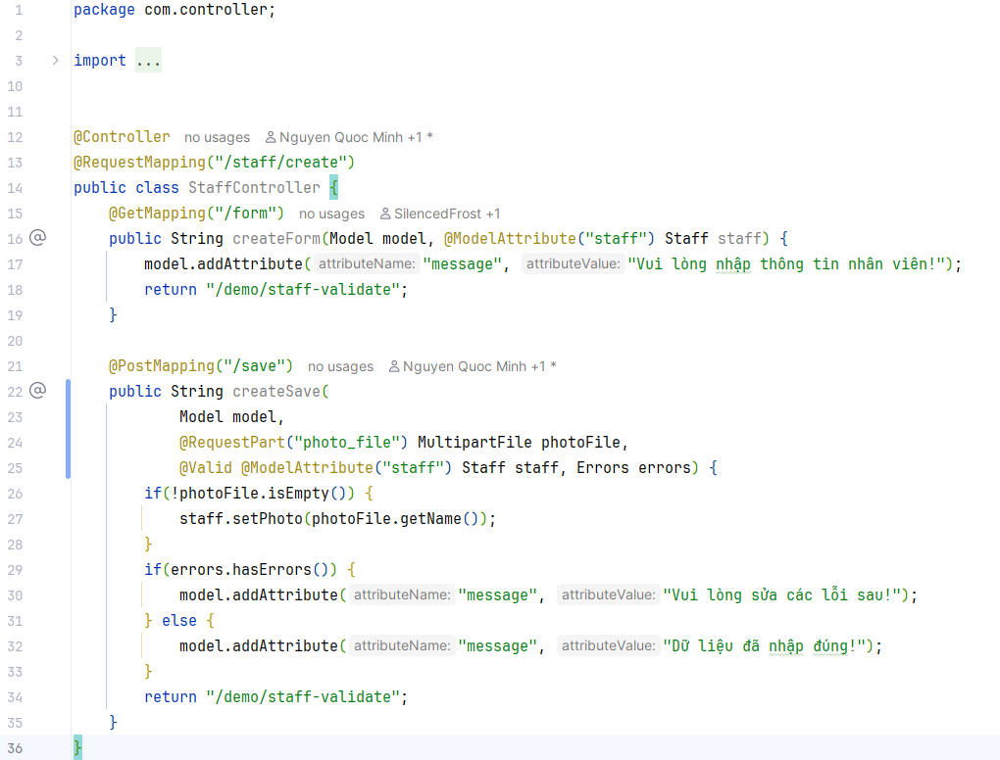 1 package com.controller;
2
3 import ...
10
11
12 @Controller no usages Nguyen Quoc Minh +1 *
13 @RequestMapping("/staff/create")
14 public class StaffController {
15 @GetMapping("/form") no usages SilencedFrost +1
16 public String createForm(Model model, @ModelAttribute("staff") Staff staff) {
17 model.addAttribute( attributeName: "message", attributeValue: "Vui lòng nhập thông tin nhân viên!");
18 return "/demo/staff-validate";
19 }
20
21 @PostMapping("/save") no usages Nguyen Quoc Minh +1 *
22 public String createSave(
23 Model model,
24 @RequestPart("photo_file") MultipartFile photoFile,
25 @Valid @ModelAttribute("staff") Staff staff, Errors errors) {
26 if(!photoFile.isEmpty()) {
27 staff.setPhoto(photoFile.getName());
28 }
29 if(errors.hasErrors()) {
30 model.addAttribute( attributeName: "message", attributeValue: "Vui lòng sửa các lỗi sau!");
31 } else {
32 model.addAttribute( attributeName: "message", attributeValue: "Dữ liệu đã nhập đúng!");
33 }
34 return "/demo/staff-validate";
35 }
36 }